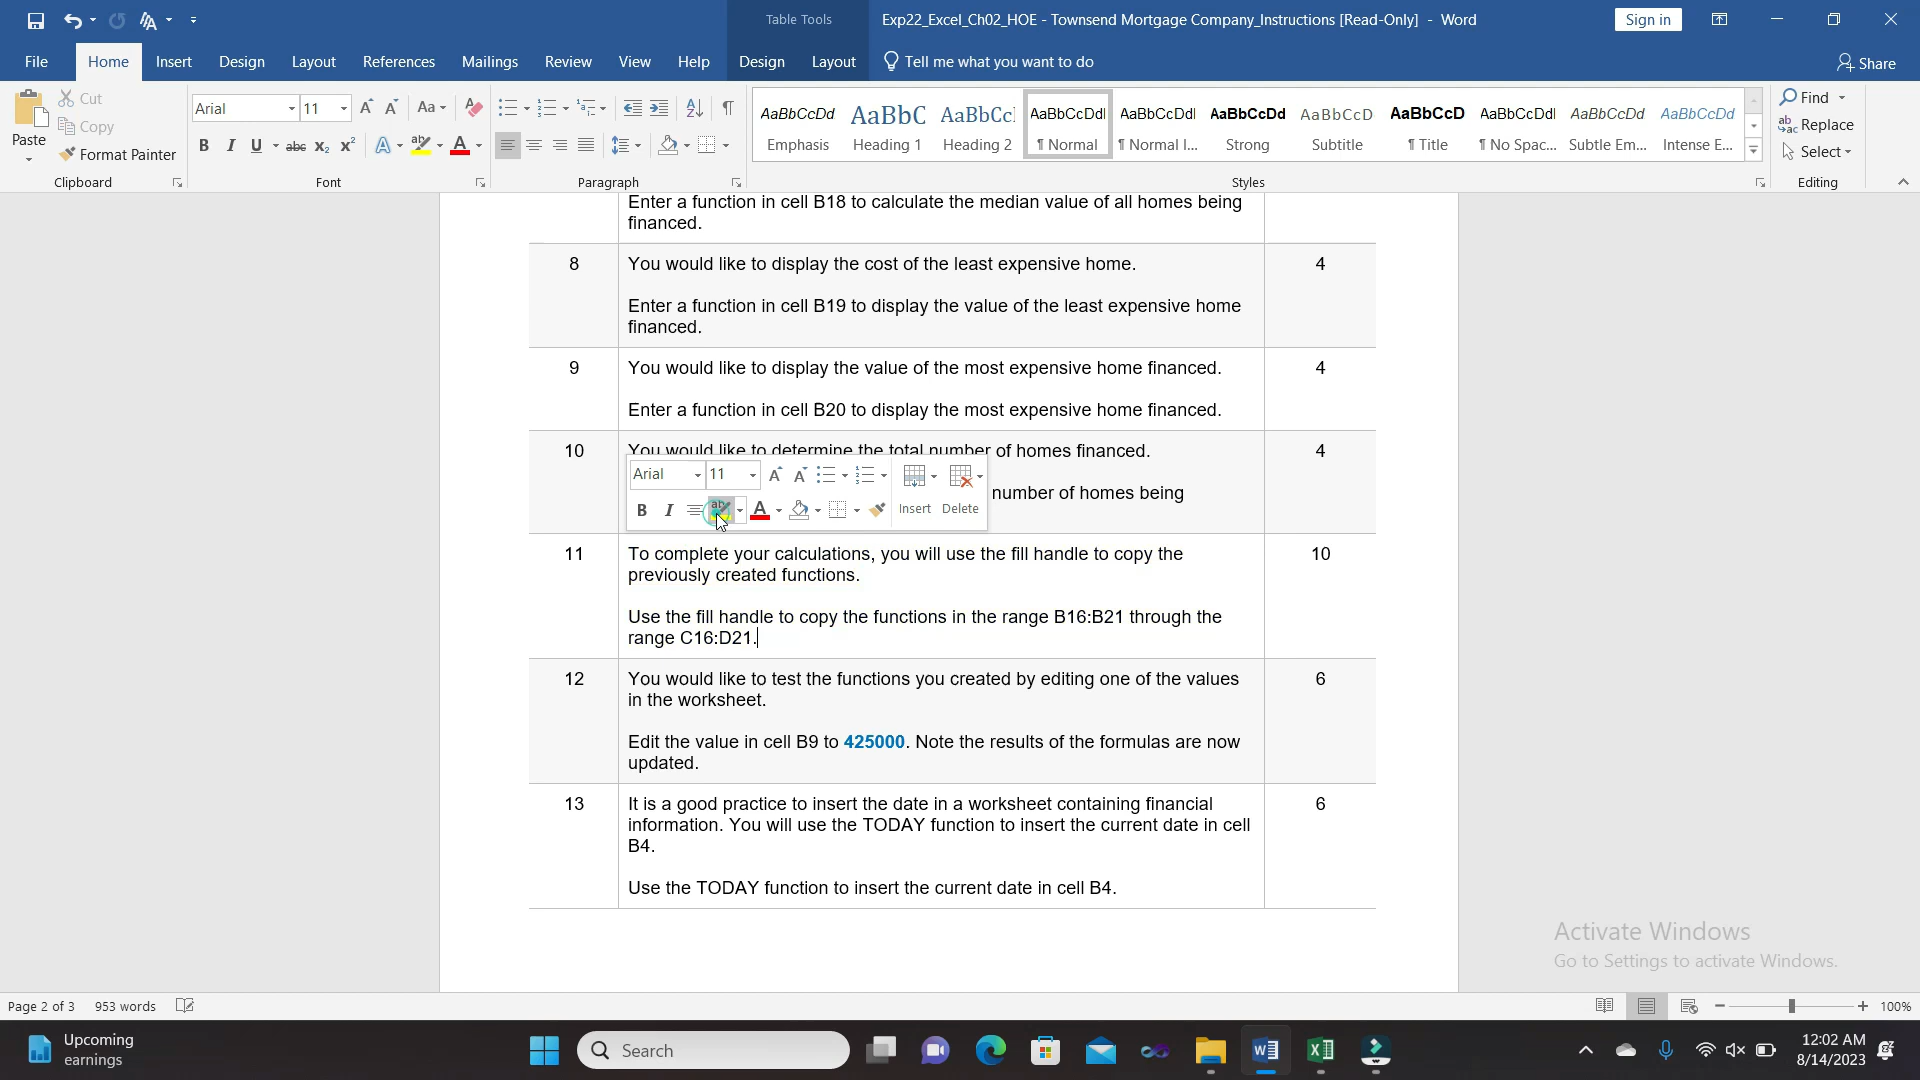 Table Tools
Exp22_Excel_Ch02_HOE - Townsend Mortgage Company_Instructions [Read-Only] - Word
Sign in
File Home Insert Design Layout References Mailings Review View Help Design Layout Tell me what you want to do Share
Paste
Cut
Copy
Format Painter
Clipboard
Arial 11
Font
Paragraph
AaBbCcDd AaBbC AaBbCc AaBbCcDd AaBbCcDd AaBbCcDd AaBbCcD AaBbCcD AaBbCcDd AaBbCcDd AaBbCcDd
Emphasis Heading 1 Heading 2 ¶ Normal ¶ Normal I... Strong Subtitle ¶ Title ¶ No Spac... Subtle Em... Intense E...
Styles
Find
Replace
Select
Editing
Enter a function in cell B18 to calculate the median value of all homes being
financed.
8 You would like to display the cost of the least expensive home. 4
Enter a function in cell B19 to display the value of the least expensive home
financed.
9 You would like to display the value of the most expensive home financed. 4
Enter a function in cell B20 to display the most expensive home financed.
10 You would like to determine the total number of homes financed. 4
Arial 11
number of homes being
B I A Insert Delete
11 To complete your calculations, you will use the fill handle to copy the 10
previously created functions.
Use the fill handle to copy the functions in the range B16:B21 through the
range C16:D21.
12 You would like to test the functions you created by editing one of the values 6
in the worksheet.
Edit the value in cell B9 to 425000. Note the results of the formulas are now
updated.
13 It is a good practice to insert the date in a worksheet containing financial 6
information. You will use the TODAY function to insert the current date in cell
B4.
Use the TODAY function to insert the current date in cell B4.
Activate Windows
Go to Settings to activate Windows.
Page 2 of 3 953 words 100%
Upcoming
earnings
Search
12:02 AM
8/14/2023